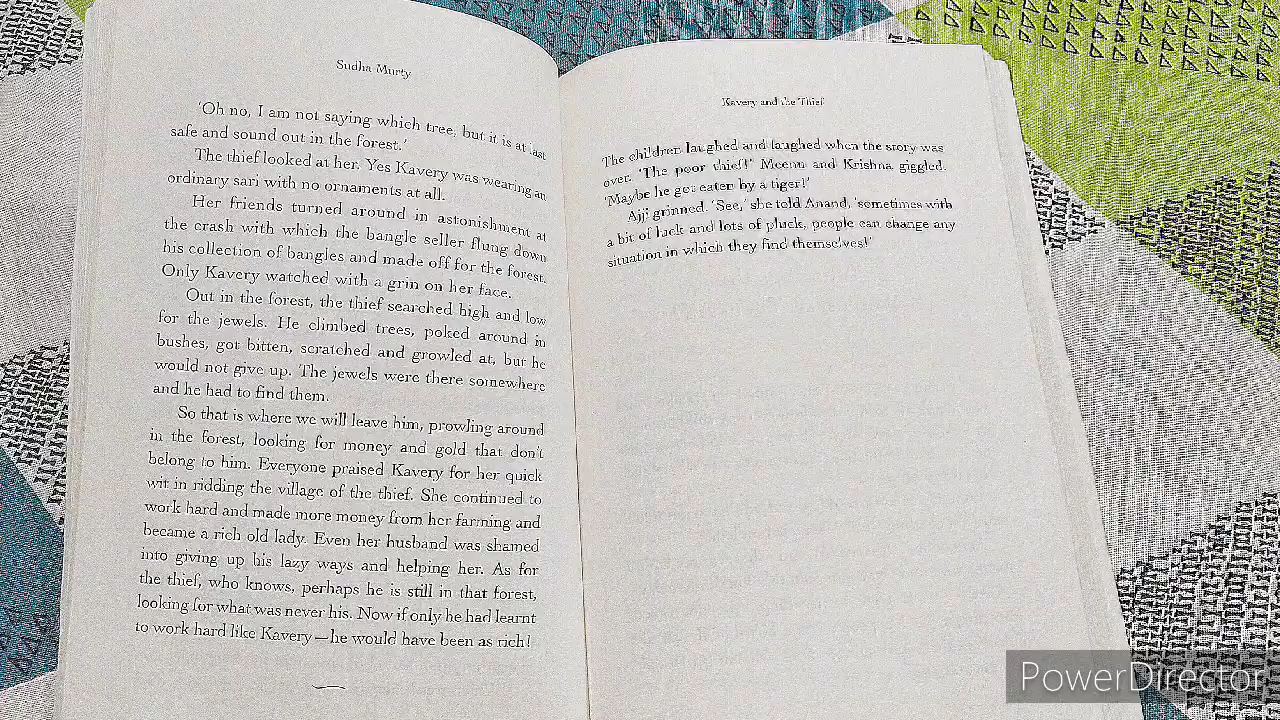 Sudha Murty
'Oh no, I am not saying which tree, but it is at last
safe and sound out in the forest.'
The thief looked at her. Yes Kavery was wearing an
ordinary sari with no ornaments at all.
Her friends turned around in astonishment at
the crash with which the bangle seller flung down
his collection of bangles and made off for the forest.
Only Kavery watched with a grin on her face.
Out in the forest, the thief searched high and low
for the jewels. He climbed trees, poked around in
bushes, got bitten, scratched and growled at, but he
would not give up. The jewels were there somewhere
and he had to find them.
So that is where we will leave him, prowling around
in the forest, looking for money and gold that don't
belong to him. Everyone praised Kavery for her quick
wit in ridding the village of the thief. She continued to
work hard and made more money from her farming and
became a rich old lady. Even her husband was shamed
into giving up his lazy ways and helping her. As for
the thief, who knows, perhaps he is still in that forest,
looking for what was never his. Now if only he had learnt
to work hard like Kavery—he would have been as rich!
Kavery and the Thief
The children laughed and laughed when the story was
over. 'The poor thief!' Meenu and Krishna giggled.
'Maybe he got eaten by a tiger!'
Ajji grinned. 'See,' she told Anand, 'sometimes with
a bit of luck and lots of pluck, people can change any
situation in which they find themselves!'
PowerDirector